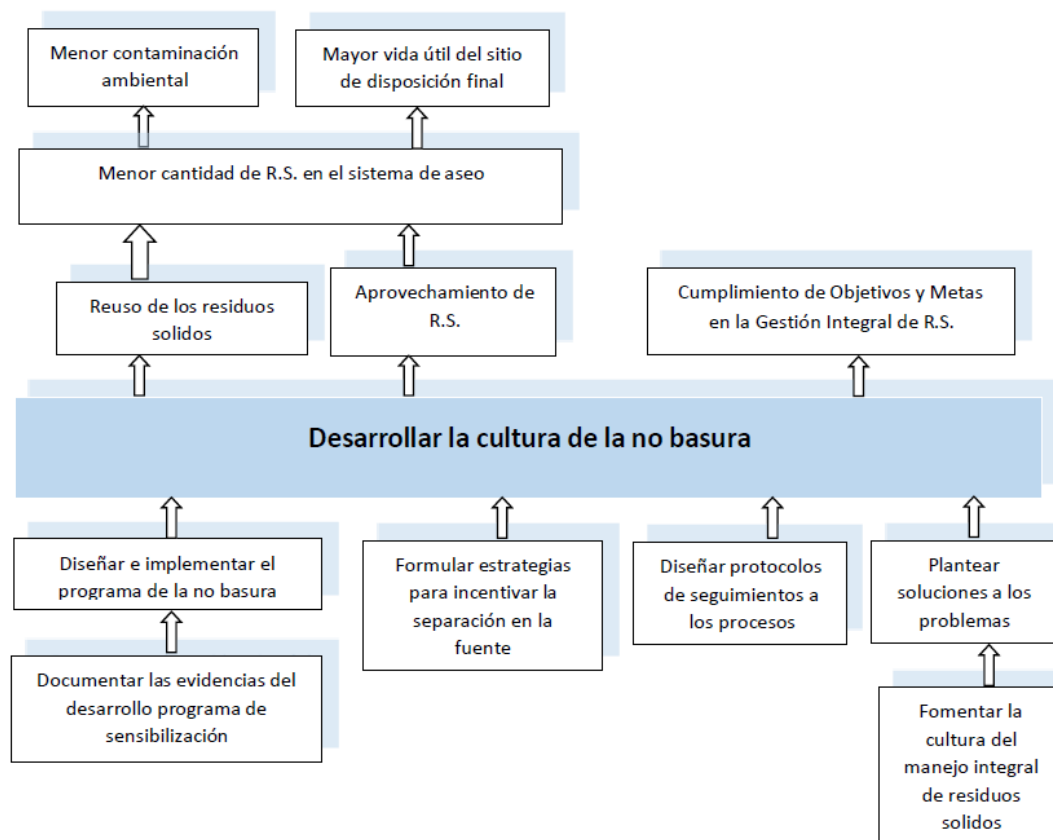 Menor contaminación
ambiental
Mayor vida útil del sitio
de disposición final
Menor cantidad de R.S. en el sistema de aseo
Reuso de los residuos
solidos
Aprovechamiento de
R.S.
Cumplimiento de Objetivos y Metas
en la Gestión Integral de R.S.
Desarrollar la cultura de la no basura
Diseñar e implementar el
programa de la no basura
Formular estrategias
para incentivar la
separación en la
fuente
Diseñar protocolos
de seguimientos a
los procesos
Plantear
soluciones a los
problemas
Documentar las evidencias del
desarrollo programa de
sensibilización
Fomentar la
cultura del
manejo integral
de residuos
solidos